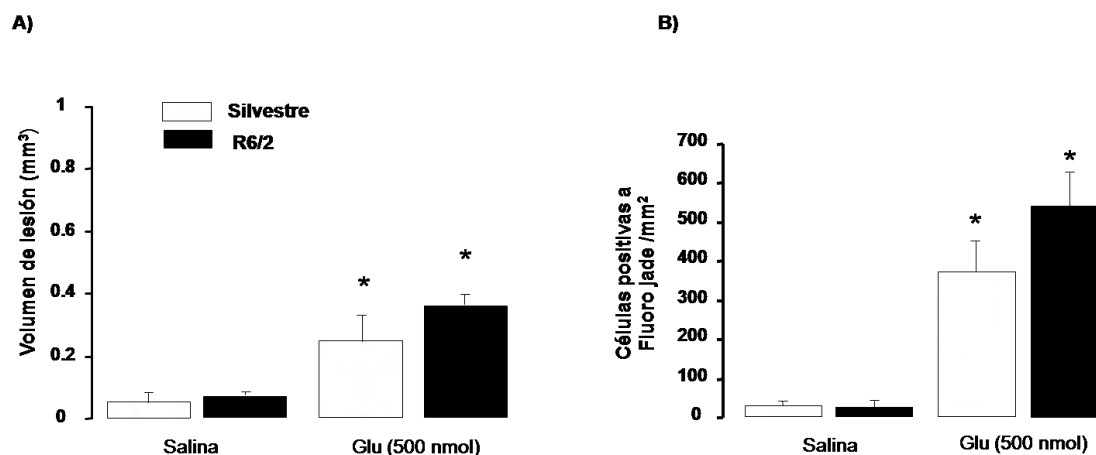 A)
Volumen de lesión (mm³)
1
0.8
0.6
0.4
0.2
0
Silvestre
R6/2
*
*
Salina
Glu (500 nmol)
B)
Células positivas a
Fluoro jade /mm²
700
600
500
400
300
200
100
0
*
*
Salina
Glu (500 nmol)